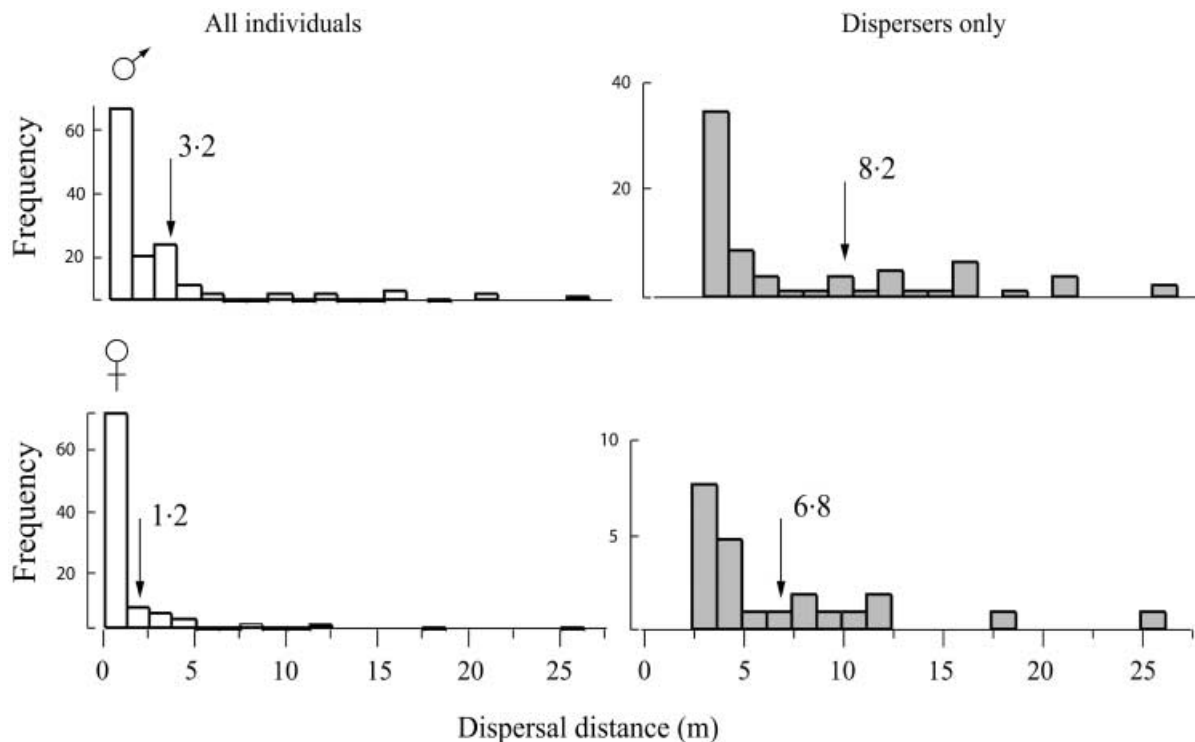 All individuals
Dispersers only
♂
Frequency
60
40
20
3·2
40
20
8·2
♀
Frequency
60
40
20
1·2
10
5
6·8
0 5 10 15 20 25
0 5 10 15 20 25
Dispersal distance (m)